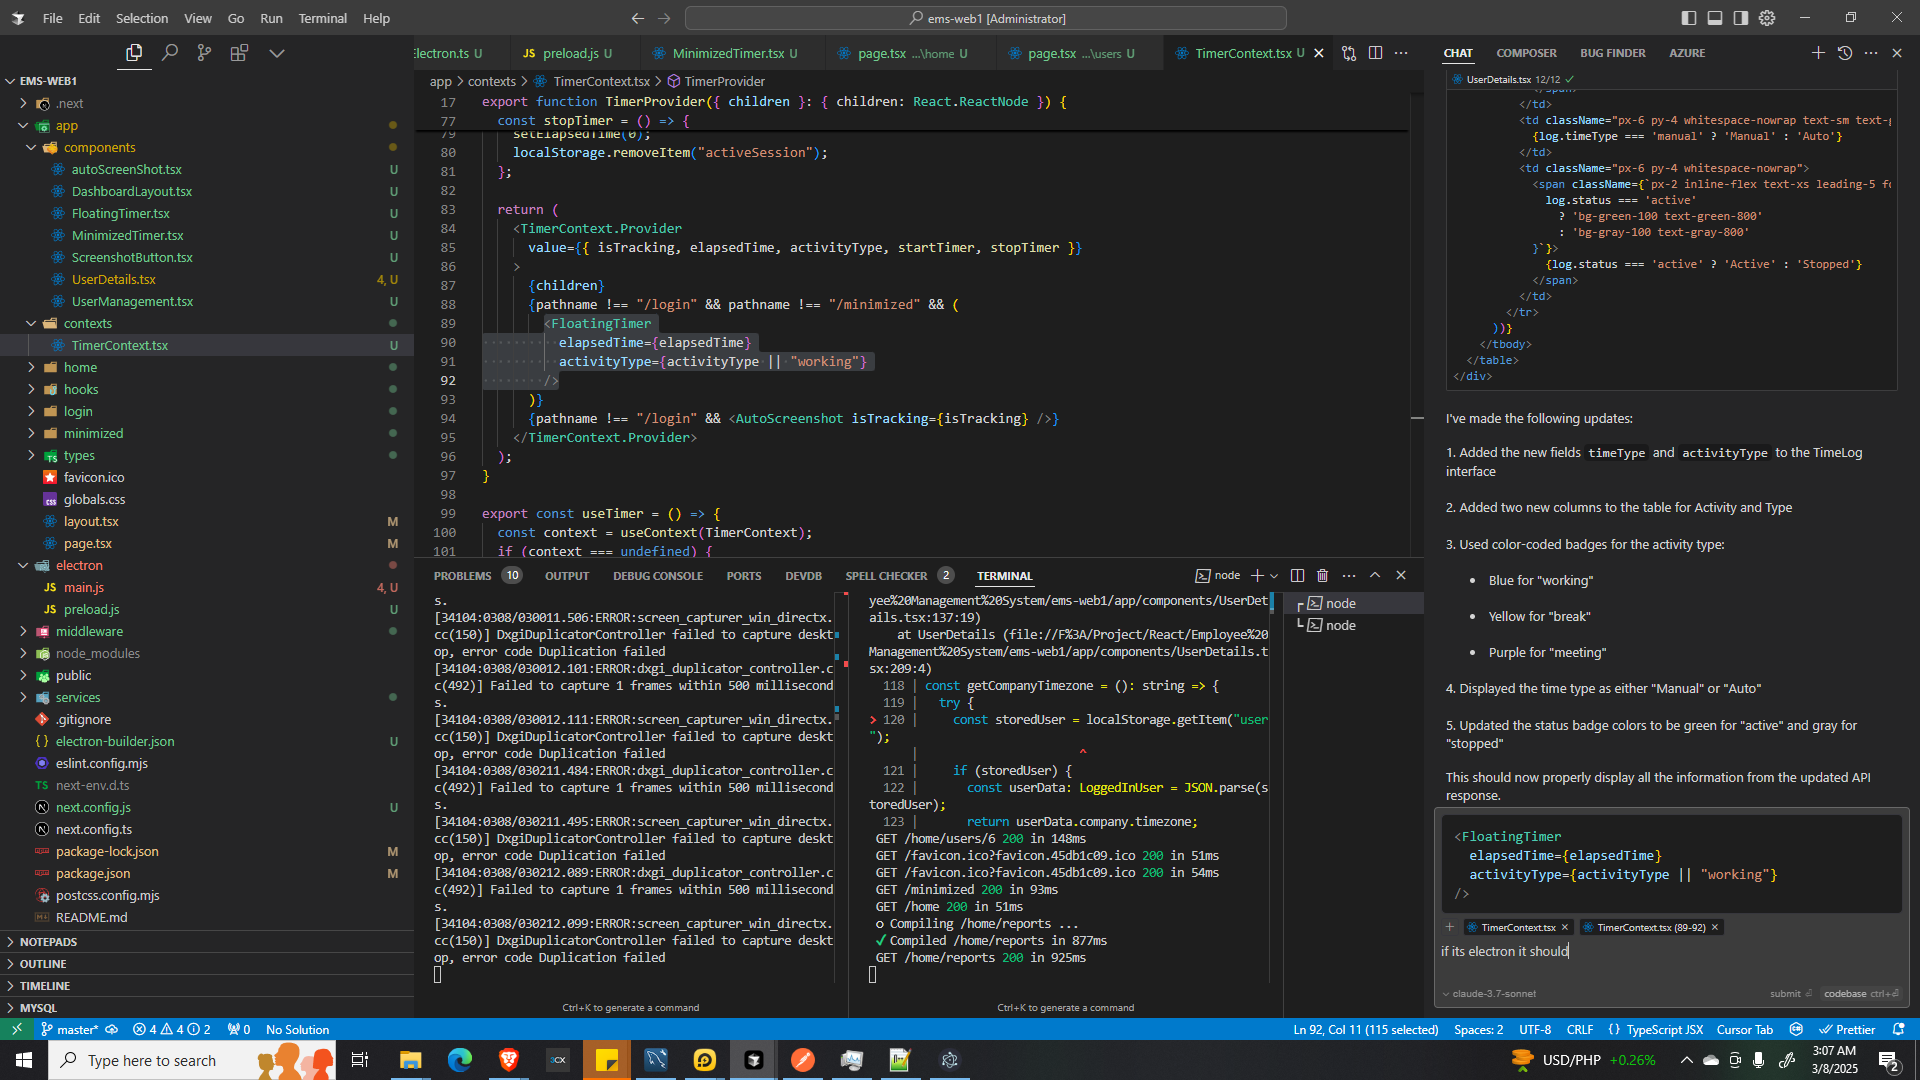 File Edit Selection View Go Run Terminal Help
ems-web1 [Administrator]
Electron.ts U
JS preload.js U
MinimizedTimer.tsx U
page.tsx ...\home U
page.tsx ...\users U
TimerContext.tsx U
CHAT COMPOSER BUG FINDER AZURE
EMS-WEB1
.next
app
components
autoScreenShot.tsx U
DashboardLayout.tsx U
FloatingTimer.tsx U
MinimizedTimer.tsx U
ScreenshotButton.tsx U
UserDetails.tsx 4, U
UserManagement.tsx U
contexts
TimerContext.tsx U
home
hooks
login
minimized
types
favicon.ico
globals.css
layout.tsx M
page.tsx M
electron
JS main.js 4, U
JS preload.js U
middleware
node_modules
public
services
.gitignore
electron-builder.json U
eslint.config.mjs
TS next-env.d.ts
next.config.js U
next.config.ts
package-lock.json M
package.json M
postcss.config.mjs
README.md
NOTEPADS
OUTLINE
TIMELINE
MYSQL
app > contexts > TimerContext.tsx > TimerProvider
17 export function TimerProvider({ children }: { children: React.ReactNode }) {
77 const stopTimer = () => {
79 setElapsedTime(0);
80 localStorage.removeItem("activeSession");
81 };
82
83 return (
84 <TimerContext.Provider
85 value={{ isTracking, elapsedTime, activityType, startTimer, stopTimer }}
86 >
87 {children}
88 {pathname !== "/login" && pathname !== "/minimized" && (
89 <FloatingTimer
90 elapsedTime={elapsedTime}
91 activityType={activityType || "working"}
92 />
93 )}
94 {pathname !== "/login" && <AutoScreenshot isTracking={isTracking} />}
95 </TimerContext.Provider>
96 );
97 }
98
99 export const useTimer = () => {
100 const context = useContext(TimerContext);
101 if (context === undefined) {
PROBLEMS 10 OUTPUT DEBUG CONSOLE PORTS DEVDB SPELL CHECKER 2 TERMINAL
node
s.
[34104:0308/030011.506:ERROR:screen_capturer_win_directx.
cc(150)] DxgiDuplicatorController failed to capture deskt
op, error code Duplication failed
[34104:0308/030012.101:ERROR:dxgi_duplicator_controller.c
c(492)] Failed to capture 1 frames within 500 millisecond
s.
[34104:0308/030012.111:ERROR:screen_capturer_win_directx.
cc(150)] DxgiDuplicatorController failed to capture deskt
op, error code Duplication failed
[34104:0308/030211.484:ERROR:dxgi_duplicator_controller.c
c(492)] Failed to capture 1 frames within 500 millisecond
s.
[34104:0308/030211.495:ERROR:screen_capturer_win_directx.
cc(150)] DxgiDuplicatorController failed to capture deskt
op, error code Duplication failed
[34104:0308/030212.089:ERROR:dxgi_duplicator_controller.c
c(492)] Failed to capture 1 frames within 500 millisecond
s.
[34104:0308/030212.099:ERROR:screen_capturer_win_directx.
cc(150)] DxgiDuplicatorController failed to capture deskt
op, error code Duplication failed
Ctrl+K to generate a command
yee%20Management%20System/ems-web1/app/components/UserDet
ails.tsx:137:19)
at UserDetails (file://F%3A/Project/React/Employee%20
Management%20System/ems-web1/app/components/UserDetails.t
sx:209:4)
118 | const getCompanyTimezone = (): string => {
119 | try {
> 120 | const storedUser = localStorage.getItem("user
");
| ^
121 | if (storedUser) {
122 | const userData: LoggedInUser = JSON.parse(s
toredUser);
123 | return userData.company.timezone;
GET /home/users/6 200 in 148ms
GET /favicon.ico?favicon.45db1c09.ico 200 in 51ms
GET /favicon.ico?favicon.45db1c09.ico 200 in 54ms
GET /minimized 200 in 93ms
GET /home 200 in 51ms
o Compiling /home/reports ...
✓ Compiled /home/reports in 877ms
GET /home/reports 200 in 925ms
Ctrl+K to generate a command
node
node
UserDetails.tsx 12/12 ✓
</span>
</td>
<td className="px-6 py-4 whitespace-nowrap text-sm text-g
{log.timeType === 'manual' ? 'Manual' : 'Auto'}
</td>
<td className="px-6 py-4 whitespace-nowrap">
<span className={`px-2 inline-flex text-xs leading-5 fo
log.status === 'active'
? 'bg-green-100 text-green-800'
: 'bg-gray-100 text-gray-800'
}`}>
{log.status === 'active' ? 'Active' : 'Stopped'}
</span>
</td>
</tr>
))}
</tbody>
</table>
</div>
I've made the following updates:
1. Added the new fields timeType and activityType to the TimeLog
interface
2. Added two new columns to the table for Activity and Type
3. Used color-coded badges for the activity type:
• Blue for "working"
• Yellow for "break"
• Purple for "meeting"
4. Displayed the time type as either "Manual" or "Auto"
5. Updated the status badge colors to be green for "active" and gray for
"stopped"
This should now properly display all the information from the updated API
response.
<FloatingTimer
elapsedTime={elapsedTime}
activityType={activityType || "working"}
/>
TimerContext.tsx
TimerContext.tsx (89-92)
if its electron it should
claude-3.7-sonnet
submit
codebase ctrl+
master*
4 4 2
0
No Solution
Ln 92, Col 11 (115 selected)
Spaces: 2
UTF-8
CRLF
{} TypeScript JSX
Cursor Tab
Prettier
Type here to search
USD/PHP +0.26%
3:07 AM
3/8/2025
2